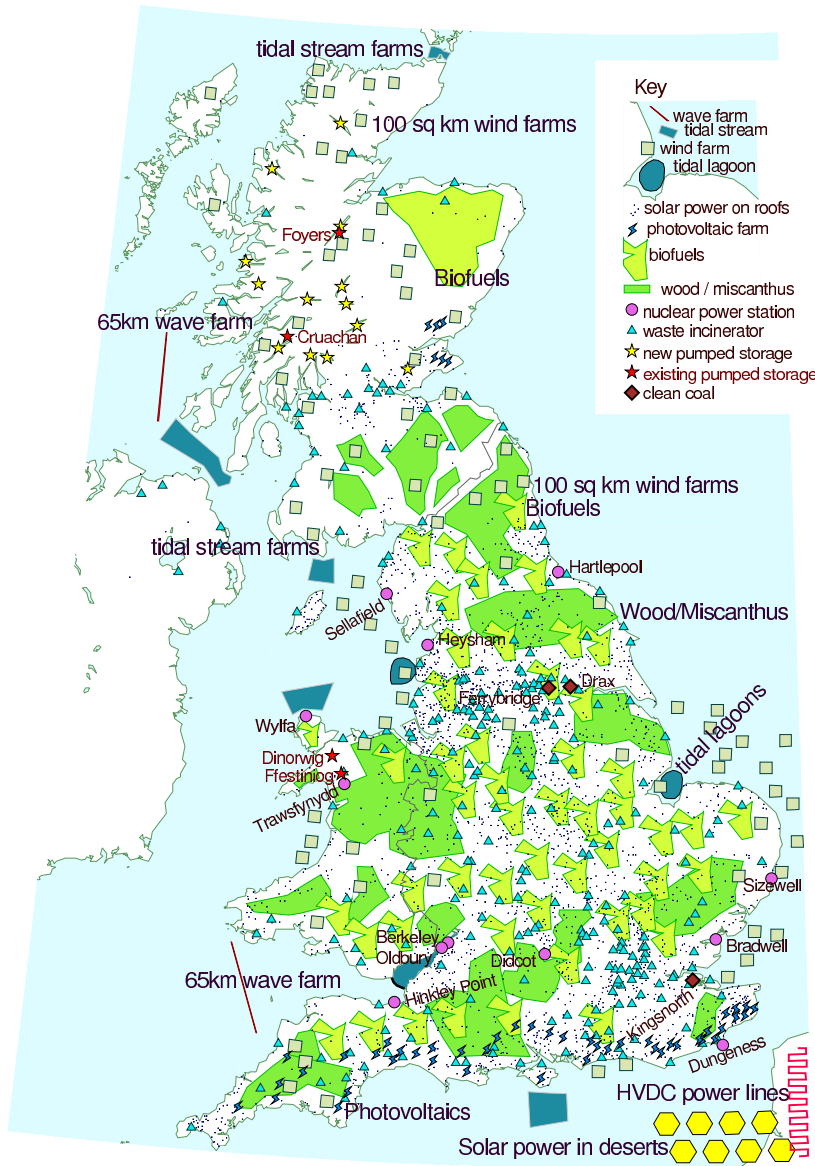 tidal stream farms
Key
wave farm
tidal stream
100 sq km wind farms
wind farm
tidal lagoon
solar power on roofs
photovoltaic farm
Foyers
biofuels
Biofuels
wood / miscanthus
nuclear power station
65km wave farm
waste incinerator
Cruachan
new pumped storage
existing pumped storage
clean coal
100 sq km wind farms
Biofuels
tidal stream farms
Hartlepool
Sellafield
Wood/Miscanthus
Heysham
Drax
Ferrybridge
Wylfa
tidal lagoons
Dinorwig
Ffestiniog
Trawsfynydd
Sizewell
Berkeley
Oldbury
Didcot
Bradwell
65km wave farm
Hinkley Point
Kingsnorth
Dungeness
HVDC power lines
Photovoltaics
Solar power in deserts